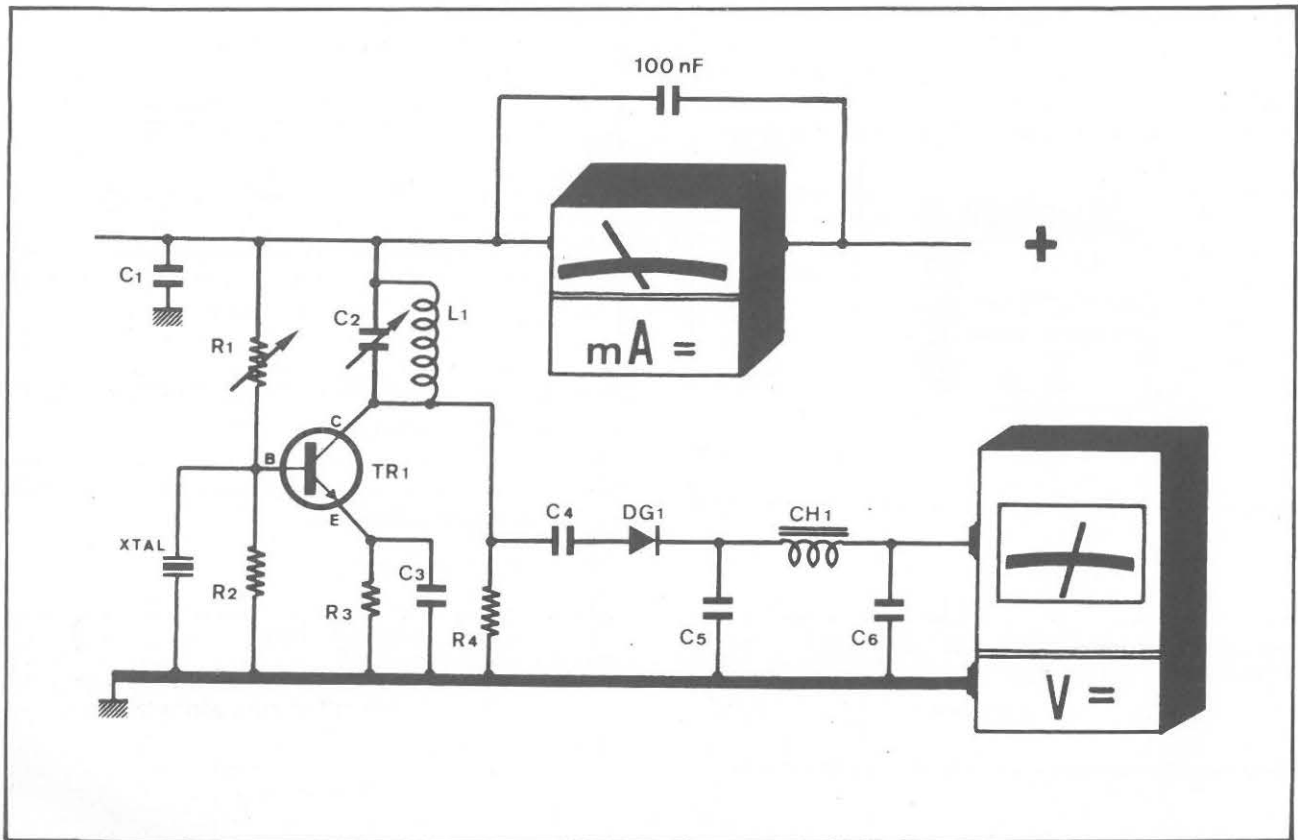 100 nF
+
C1
R1
C2
L1
mA =
C
B
TR1
E
XTAL
R2
R3
C3
R4
C4
DG1
CH1
C5
C6
V =